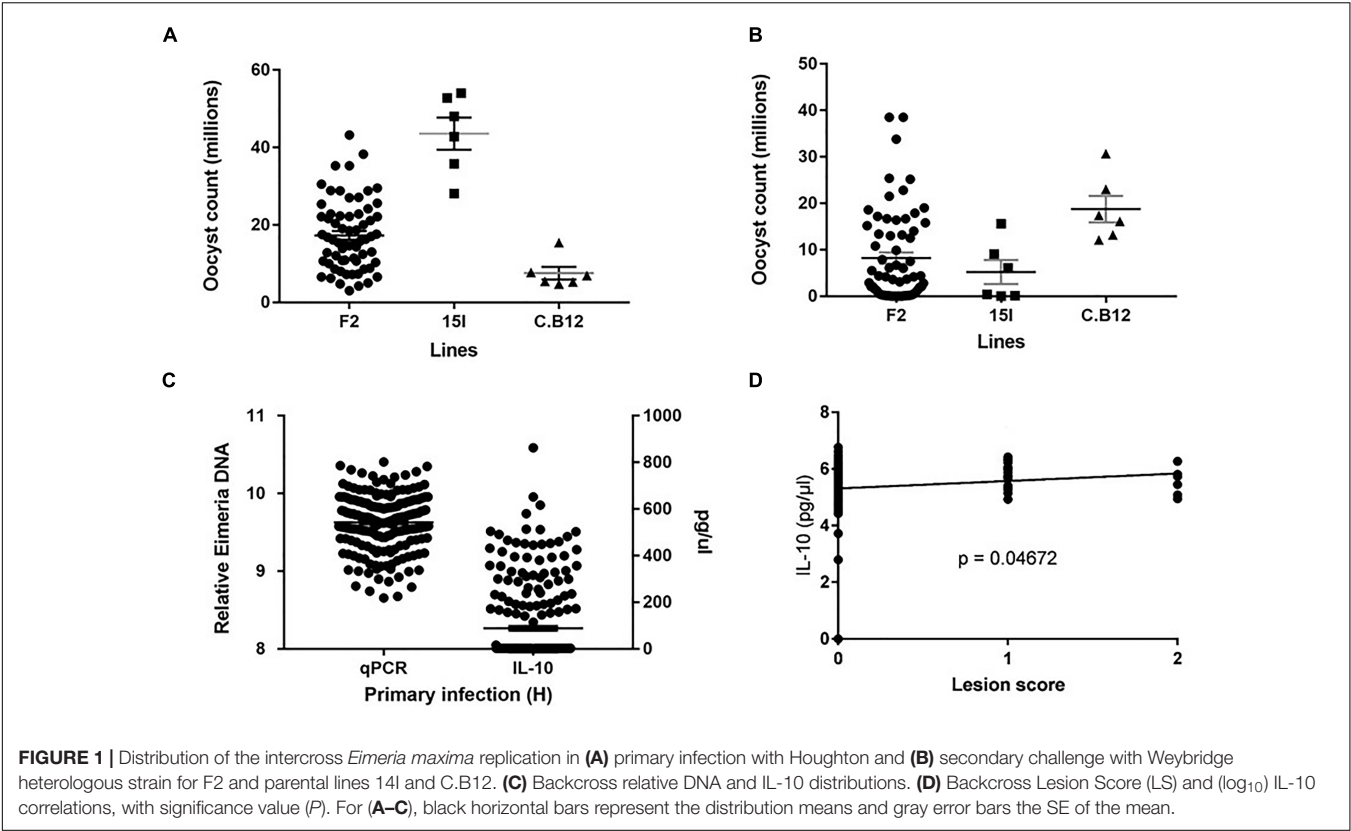 A
Oocyst count (millions)
60
40
20
0
F2
15I
C.B12
Lines
B
Oocyst count (millions)
50
40
30
20
10
0
F2
15I
C.B12
Lines
C
Relative Eimeria DNA
11
10
9
8
1000
800
600
400
200
0
pg/ul
qPCR
IL-10
Primary infection (H)
D
IL-10 (pg/µl)
8
6
4
2
0
p = 0.04672
0
1
2
Lesion score
FIGURE 1 | Distribution of the intercross Eimeria maxima replication in (A) primary infection with Houghton and (B) secondary challenge with Weybridge
heterologous strain for F2 and parental lines 14I and C.B12. (C) Backcross relative DNA and IL-10 distributions. (D) Backcross Lesion Score (LS) and (log10) IL-10
correlations, with significance value (P). For (A–C), black horizontal bars represent the distribution means and gray error bars the SE of the mean.